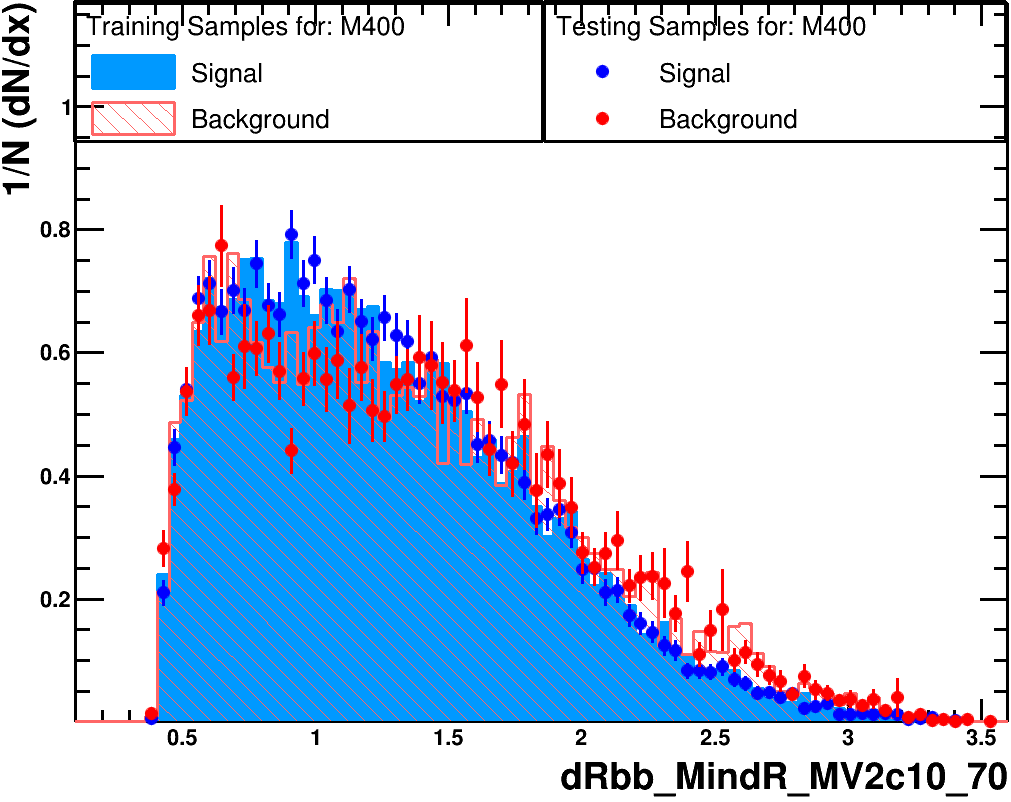 1/N (dN/dx)
Training Samples for: M400
Signal
Background
Testing Samples for: M400
Signal
Background
1
0.8
0.6
0.4
0.2
0.5 1 1.5 2 2.5 3 3.5
dRbb_MindR_MV2c10_70